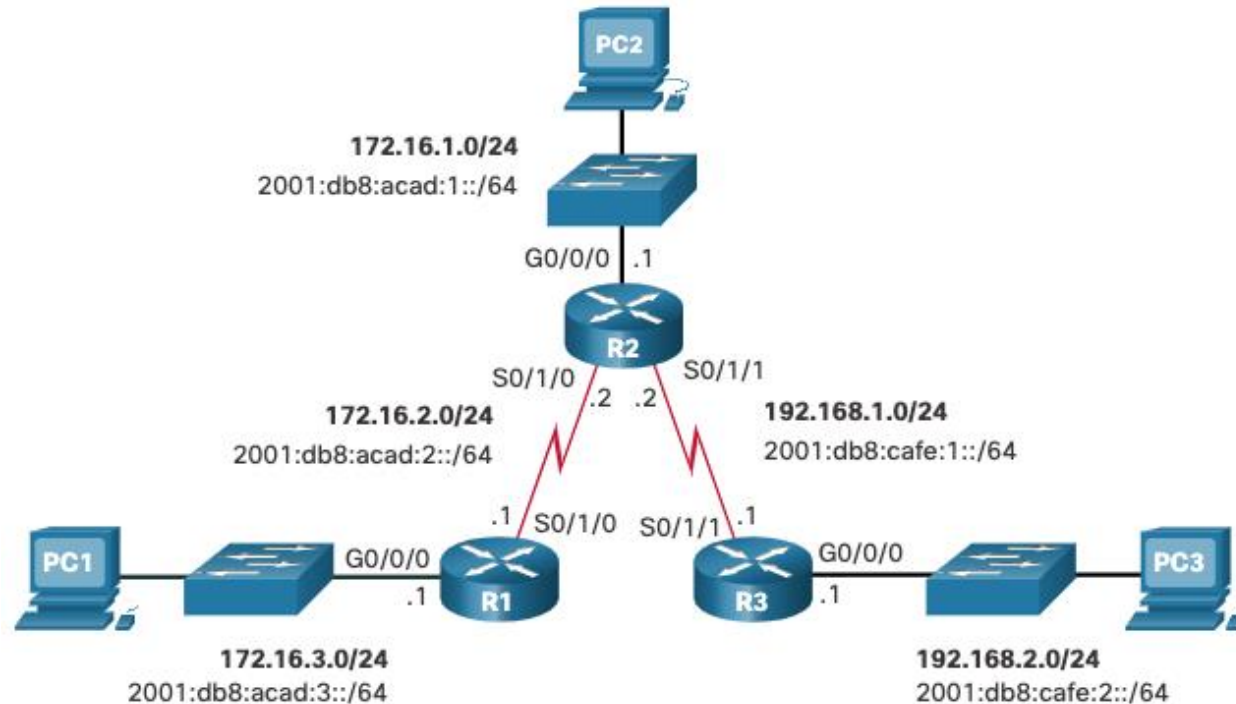 PC2
172.16.1.0/24
2001:db8:acad:1::/64
G0/0/0 .1
R2
S0/1/0 S0/1/1
.2 .2
172.16.2.0/24
2001:db8:acad:2::/64
192.168.1.0/24
2001:db8:cafe:1::/64
.1 S0/1/0
S0/1/1 .1
PC1
G0/0/0
.1
R1
R3
G0/0/0
.1
PC3
172.16.3.0/24
2001:db8:acad:3::/64
192.168.2.0/24
2001:db8:cafe:2::/64